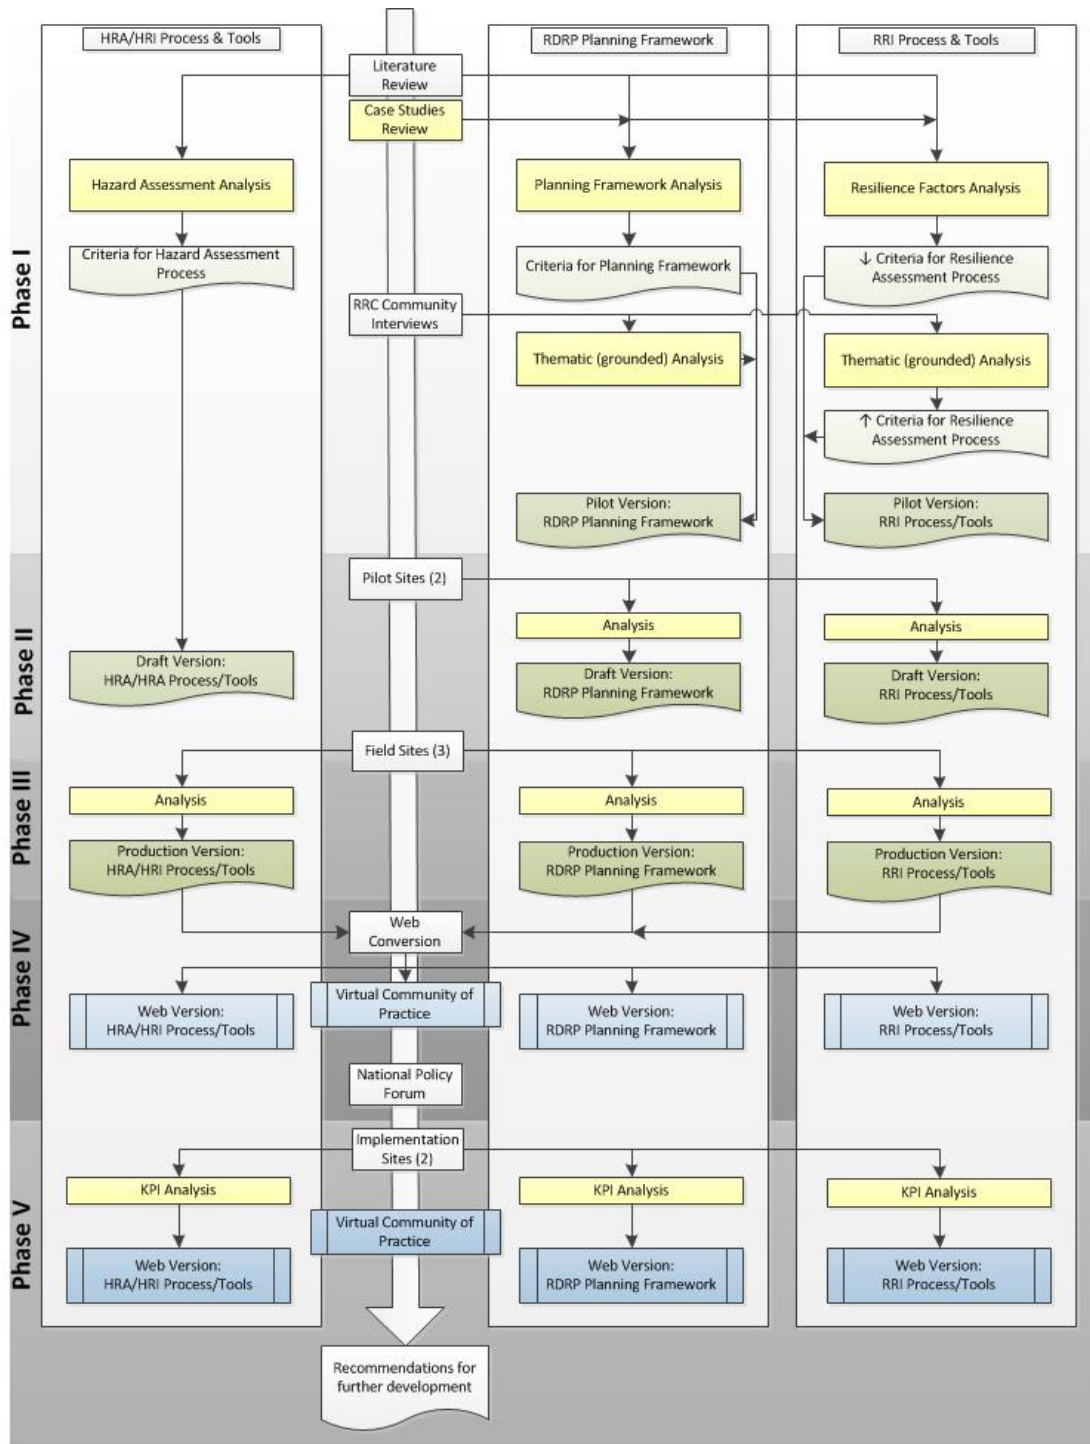 HRA/HRI Process & Tools
RDRP Planning Framework
RRI Process & Tools
Phase I
Literature
Review
Case Studies
Review
Hazard Assessment Analysis
Planning Framework Analysis
Resilience Factors Analysis
Criteria for Hazard Assessment
Process
Criteria for Planning Framework
↓ Criteria for Resilience
Assessment Process
RRC Community
Interviews
Thematic (grounded) Analysis
Thematic (grounded) Analysis
↑ Criteria for Resilience
Assessment Process
Pilot Version:
RDRP Planning Framework
Pilot Version:
RRI Process/Tools
Phase II
Pilot Sites (2)
Analysis
Analysis
Draft Version:
HRA/HRA Process/Tools
Draft Version:
RDRP Planning Framework
Draft Version:
RRI Process/Tools
Field Sites (3)
Phase III
Analysis
Analysis
Analysis
Production Version:
HRA/HRI Process/Tools
Production Version:
RDRP Planning Framework
Production Version:
RRI Process/Tools
Phase IV
Web
Conversion
Web Version:
HRA/HRI Process/Tools
Virtual Community of
Practice
Web Version:
RDRP Planning Framework
Web Version:
RRI Process/Tools
National Policy
Forum
Phase V
Implementation
Sites (2)
KPI Analysis
KPI Analysis
KPI Analysis
Virtual Community of
Practice
Web Version:
HRA/HRI Process/Tools
Web Version:
RDRP Planning Framework
Web Version:
RRI Process/Tools
Recommendations for
further development